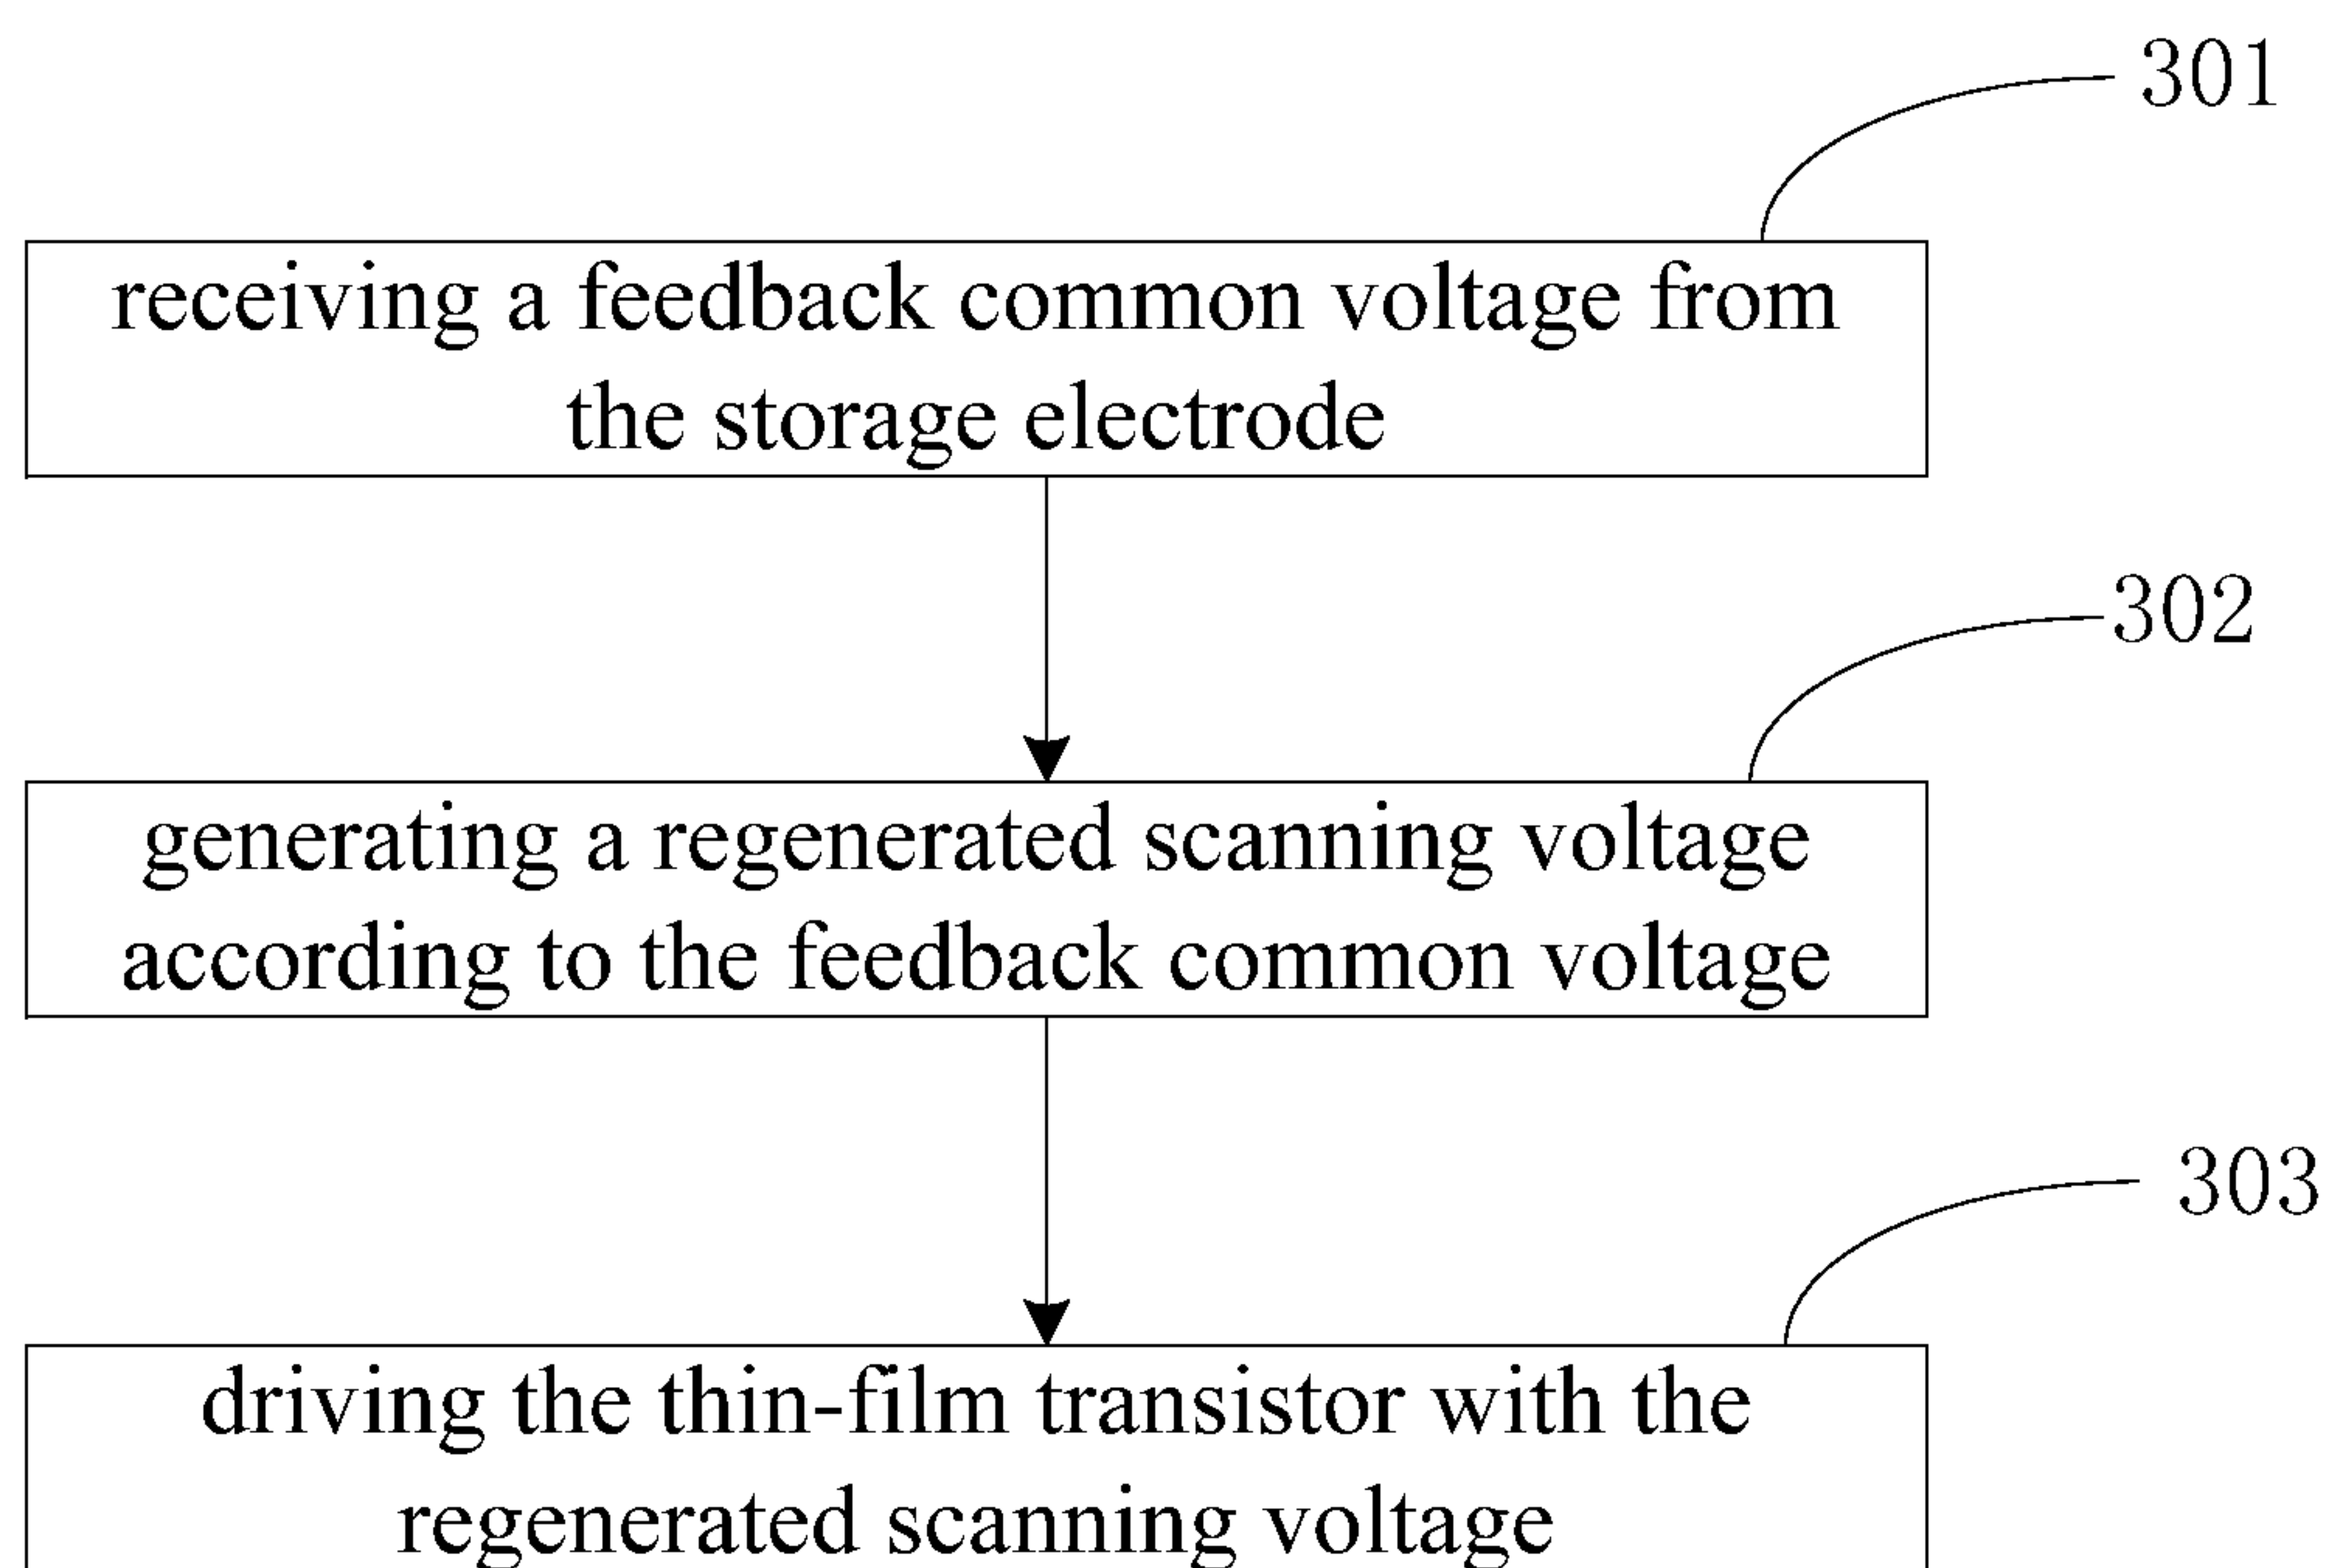 301
receiving a feedback common voltage from
the storage electrode
302
generating a regenerated scanning voltage
according to the feedback common voltage
303
driving the thin-film transistor with the
regenerated scanning voltage